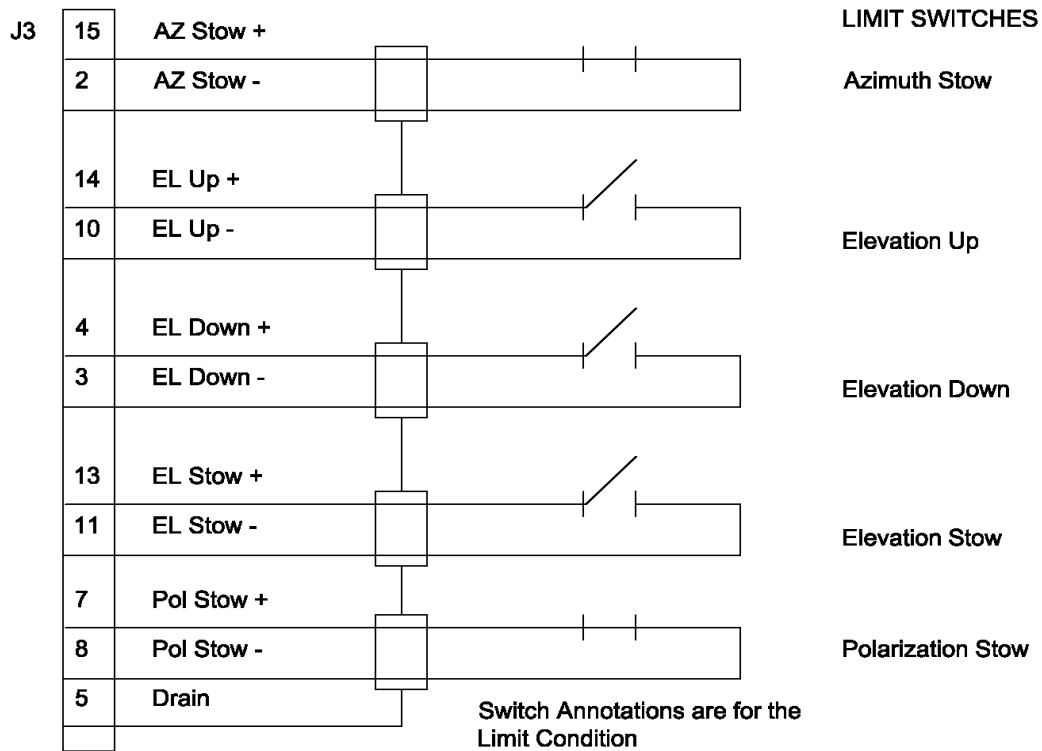 LIMIT SWITCHES
J3 15 AZ Stow +
2 AZ Stow - Azimuth Stow
14 EL Up +
10 EL Up - Elevation Up
4 EL Down +
3 EL Down - Elevation Down
13 EL Stow +
11 EL Stow - Elevation Stow
7 Pol Stow +
8 Pol Stow - Polarization Stow
5 Drain
Switch Annotations are for the
Limit Condition